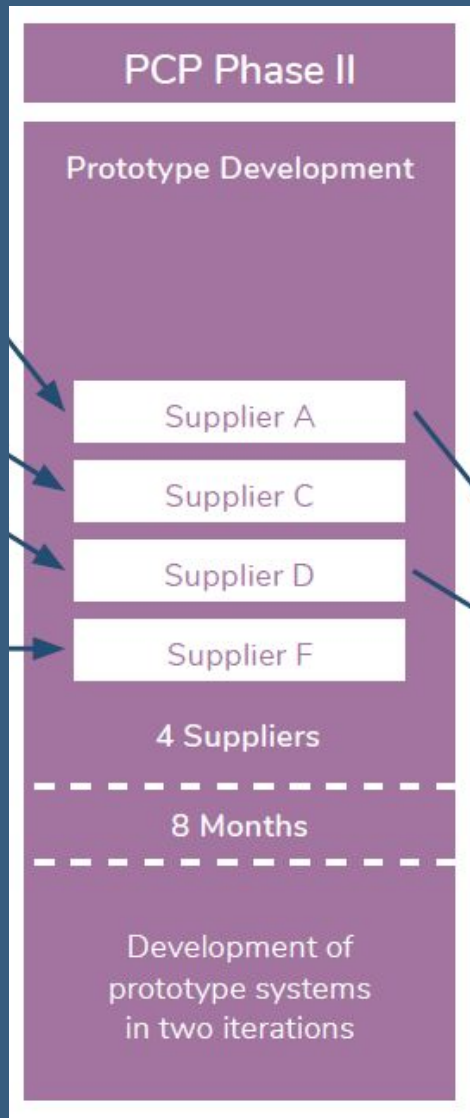 PCP Phase II
Prototype Development
Supplier A
Supplier C
Supplier D
Supplier F
4 Suppliers
8 Months
Development of
prototype systems
in two iterations